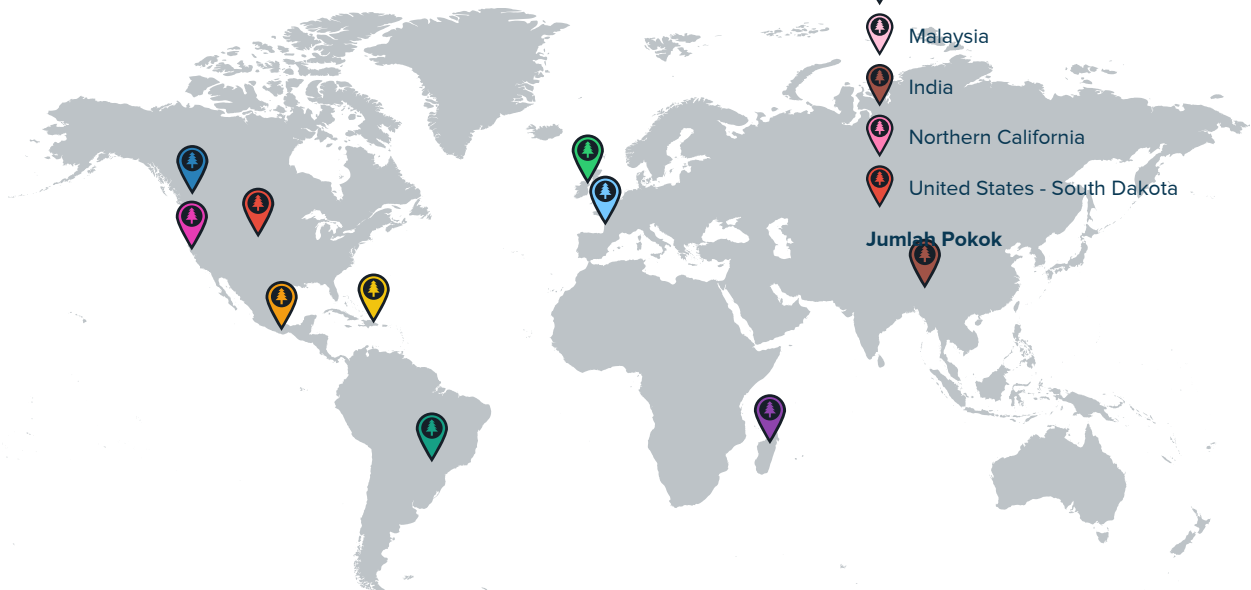 Malaysia
India
Northern California
United States - South Dakota
Jumlah Pokok